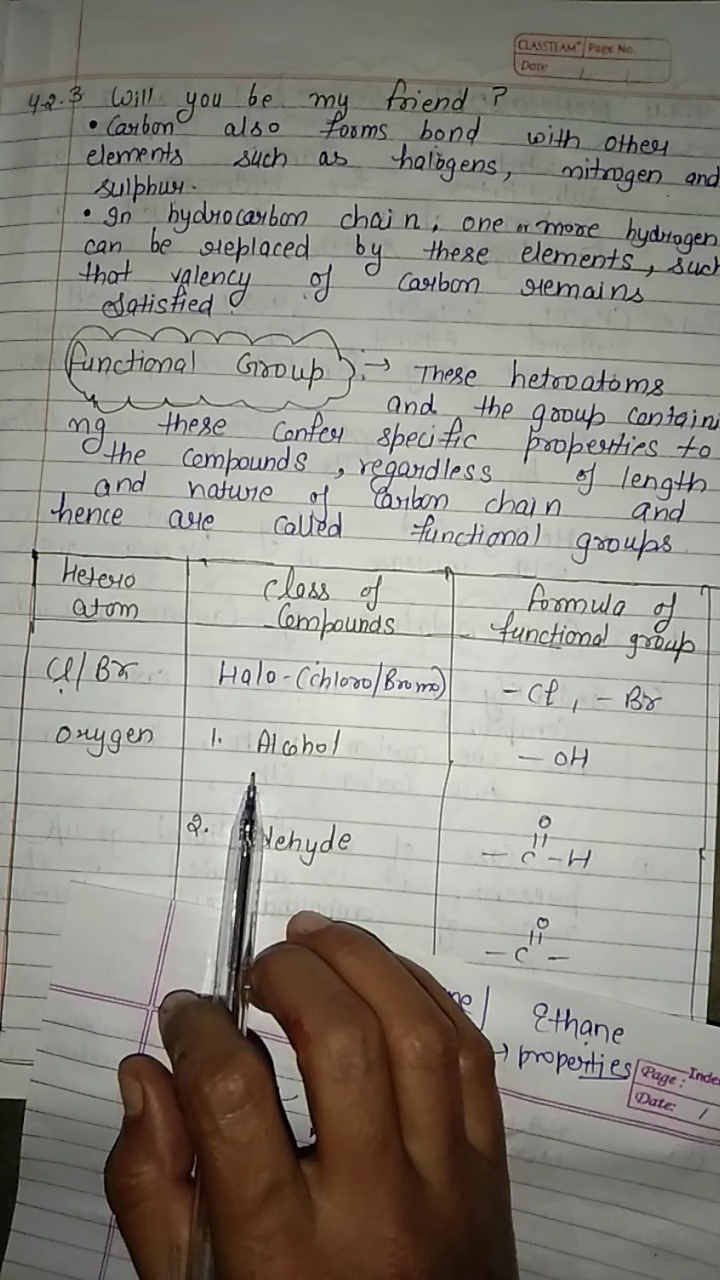 CLASSTEAM Page No.
Date / /
4.2.3 Will you be my friend ?
• Carbon also forms bond with other
elements such as halogens, nitrogen and
sulphur.
• In hydrocarbon chain, one or more hydrogen
can be replaced by these elements, such
that valency of carbon remains
satisfied.
Functional Group :→ These hetroatoms
and the group containi
ng these confer specific properties to
the compounds, regardless of length
and nature of Carbon chain and
hence are called functional groups.
Hetero atom | Class of Compounds | Formula of functional group
Cl/Br Halo-(Chloro/Bromo) -Cl, -Br
Oxygen 1. Alcohol -OH
2. ldehyde
O
||
- C -H
O
||
- C -
ne/ Ethane
→ properties
Page: Inde
Date: /